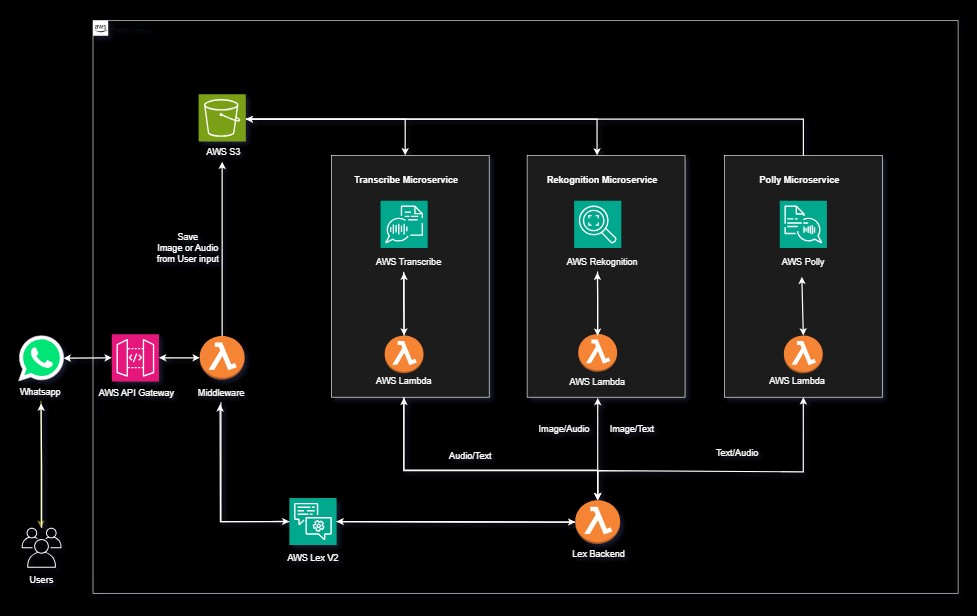 aws
AWS S3
Transcribe Microservice
Rekognition Microservice
Polly Microservice
Save
Image or Audio
from User input
AWS Transcribe
AWS Rekognition
AWS Polly
Whatsapp
AWS API Gateway
Middleware
AWS Lambda
AWS Lambda
AWS Lambda
Image/Audio
Image/Text
Audio/Text
Text/Audio
AWS Lex V2
Lex Backend
Users